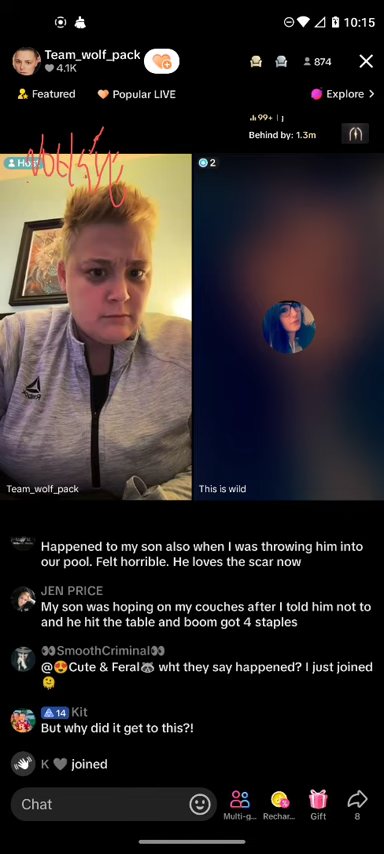 10:15
Team_wolf_pack
4.1K
874
Featured
Popular LIVE
Explore >
99+
Behind by: 1.3m
Host
2
Team_wolf_pack
This is wild
Happened to my son also when I was throwing him into
our pool. Felt horrible. He loves the scar now
JEN PRICE
My son was hoping on my couches after I told him not to
and he hit the table and boom got 4 staples
👀SmoothCriminal👀
@😍Cute & Feral🦝 wht they say happened? I just joined
🫠
14 Kit
But why did it get to this?!
K 🖤 joined
Chat
Multi-g...
Rechar...
Gift
8